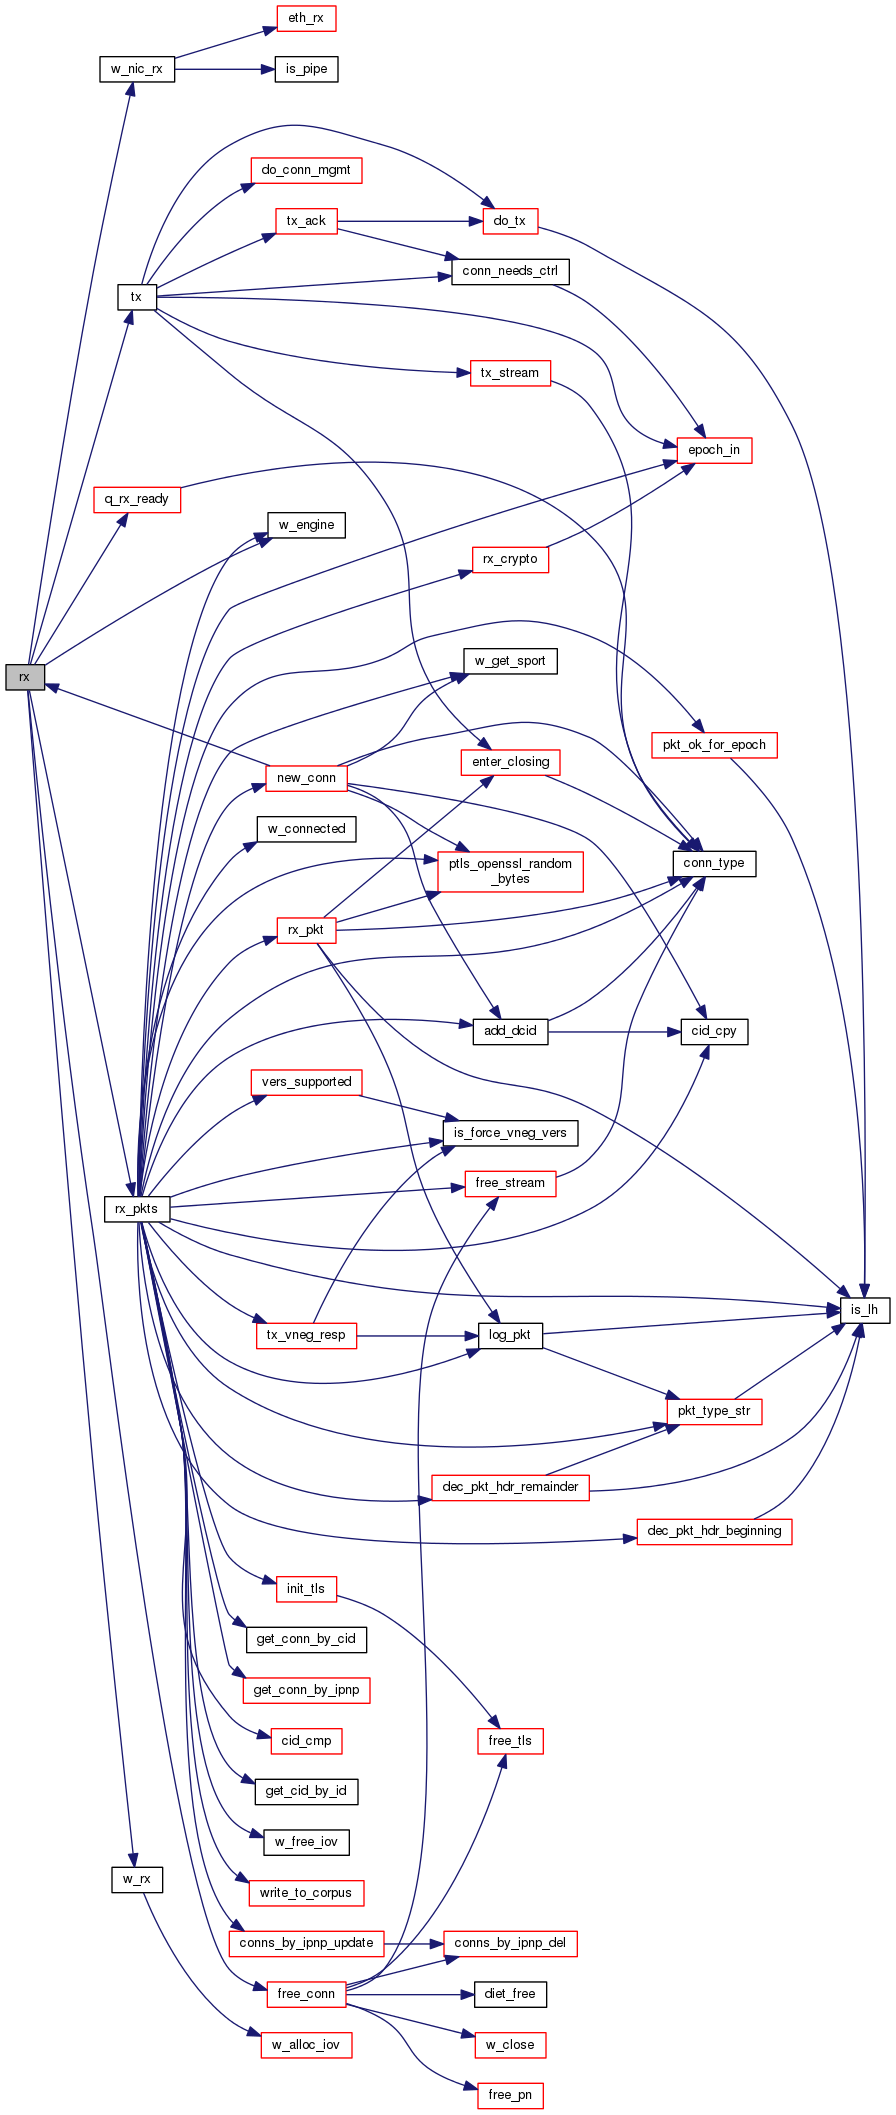 eth_rx
w_nic_rx
is_pipe
do_conn_mgmt
tx_ack
do_tx
conn_needs_ctrl
tx
tx_stream
epoch_in
q_rx_ready
w_engine
rx_crypto
w_get_sport
rx
pkt_ok_for_epoch
enter_closing
new_conn
w_connected
ptls_openssl_random
_bytes
conn_type
rx_pkt
add_dcid
cid_cpy
vers_supported
is_force_vneg_vers
free_stream
rx_pkts
is_lh
tx_vneg_resp
log_pkt
pkt_type_str
dec_pkt_hdr_remainder
dec_pkt_hdr_beginning
init_tls
get_conn_by_cid
get_conn_by_ipnp
cid_cmp
free_tls
get_cid_by_id
w_free_iov
w_rx
write_to_corpus
conns_by_ipnp_update
conns_by_ipnp_del
free_conn
diet_free
w_alloc_iov
w_close
free_pn